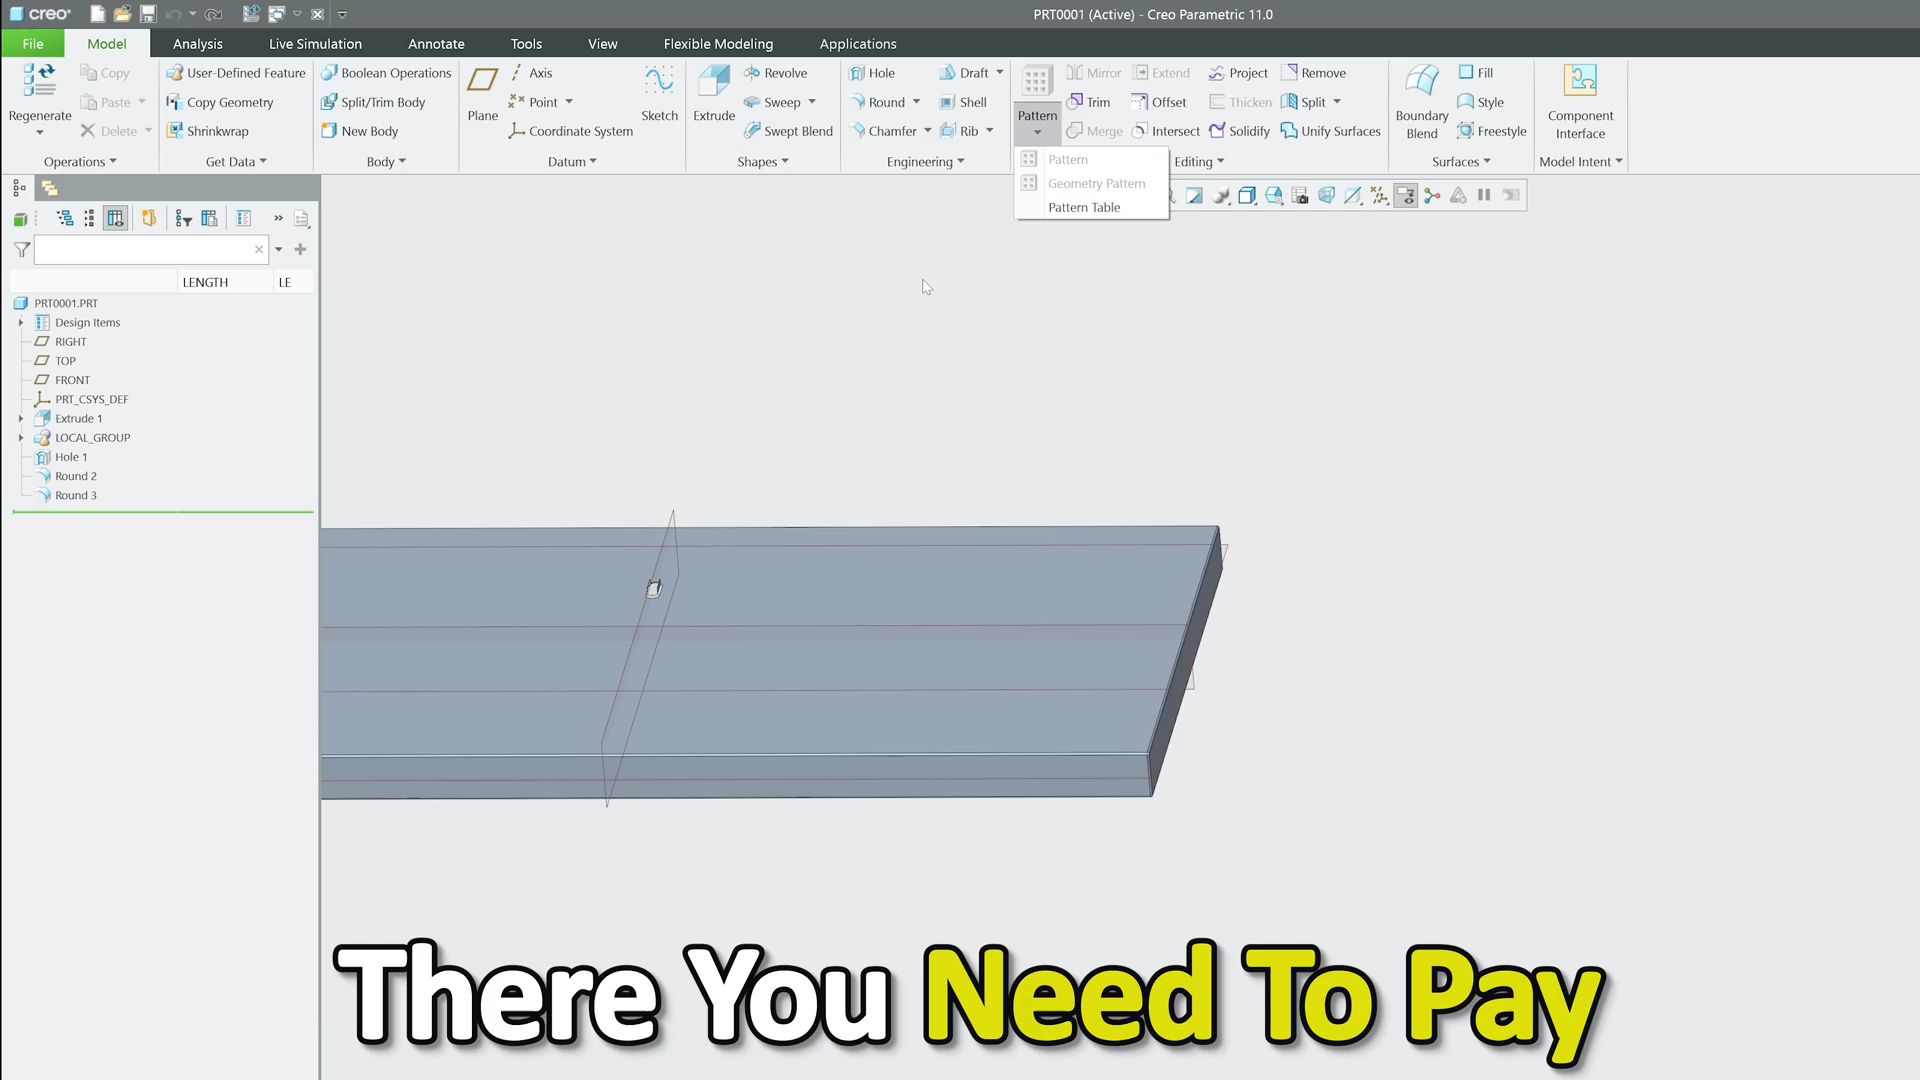 creo
PRT0001 (Active) - Creo Parametric 11.0
File Model Analysis Live Simulation Annotate Tools View Flexible Modeling Applications
Regenerate
Copy
Paste
Delete
Operations
User-Defined Feature
Copy Geometry
Shrinkwrap
Get Data
Boolean Operations
Split/Trim Body
New Body
Body
Plane
Axis
Point
Coordinate System
Sketch
Datum
Extrude
Revolve
Sweep
Swept Blend
Shapes
Hole
Round
Chamfer
Draft
Shell
Rib
Engineering
Pattern
Mirror
Trim
Merge
Extend
Offset
Intersect
Project
Thicken
Solidify
Remove
Split
Unify Surfaces
Editing
Boundary
Blend
Fill
Style
Freestyle
Surfaces
Component
Interface
Model Intent
Pattern
Geometry Pattern
Pattern Table
LENGTH LE
PRT0001.PRT
Design Items
RIGHT
TOP
FRONT
PRT_CSYS_DEF
Extrude 1
LOCAL_GROUP
Hole 1
Round 2
Round 3
There You Need To Pay